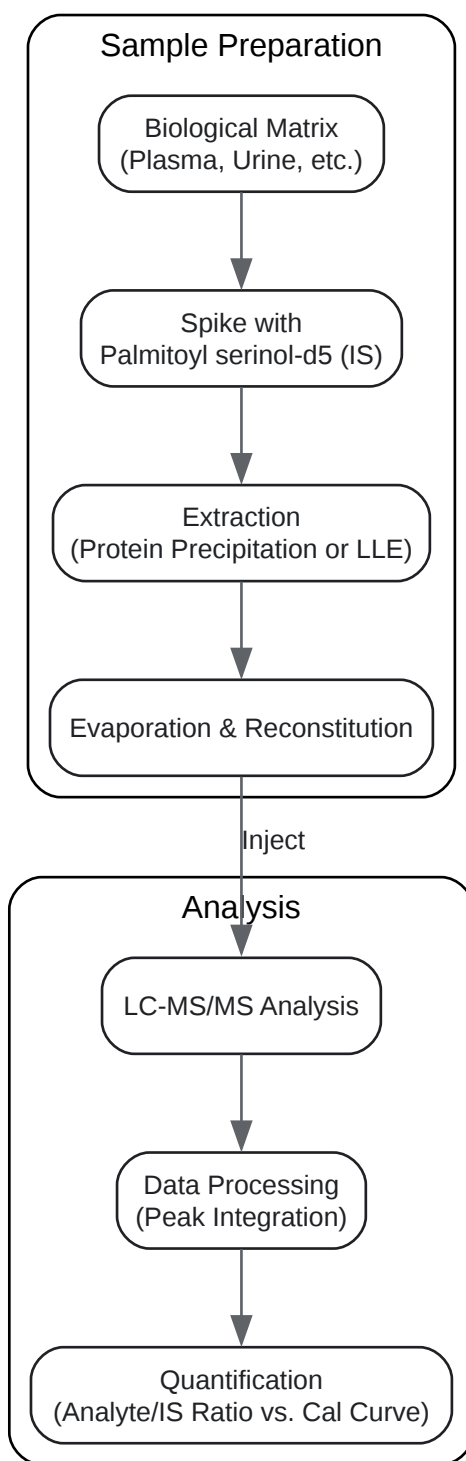 Sample Preparation
Biological Matrix
(Plasma, Urine, etc.)
Spike with
Palmitoyl serinol-d5 (IS)
Extraction
(Protein Precipitation or LLE)
Evaporation & Reconstitution
Inject
Analysis
LC-MS/MS Analysis
Data Processing
(Peak Integration)
Quantification
(Analyte/IS Ratio vs. Cal Curve)